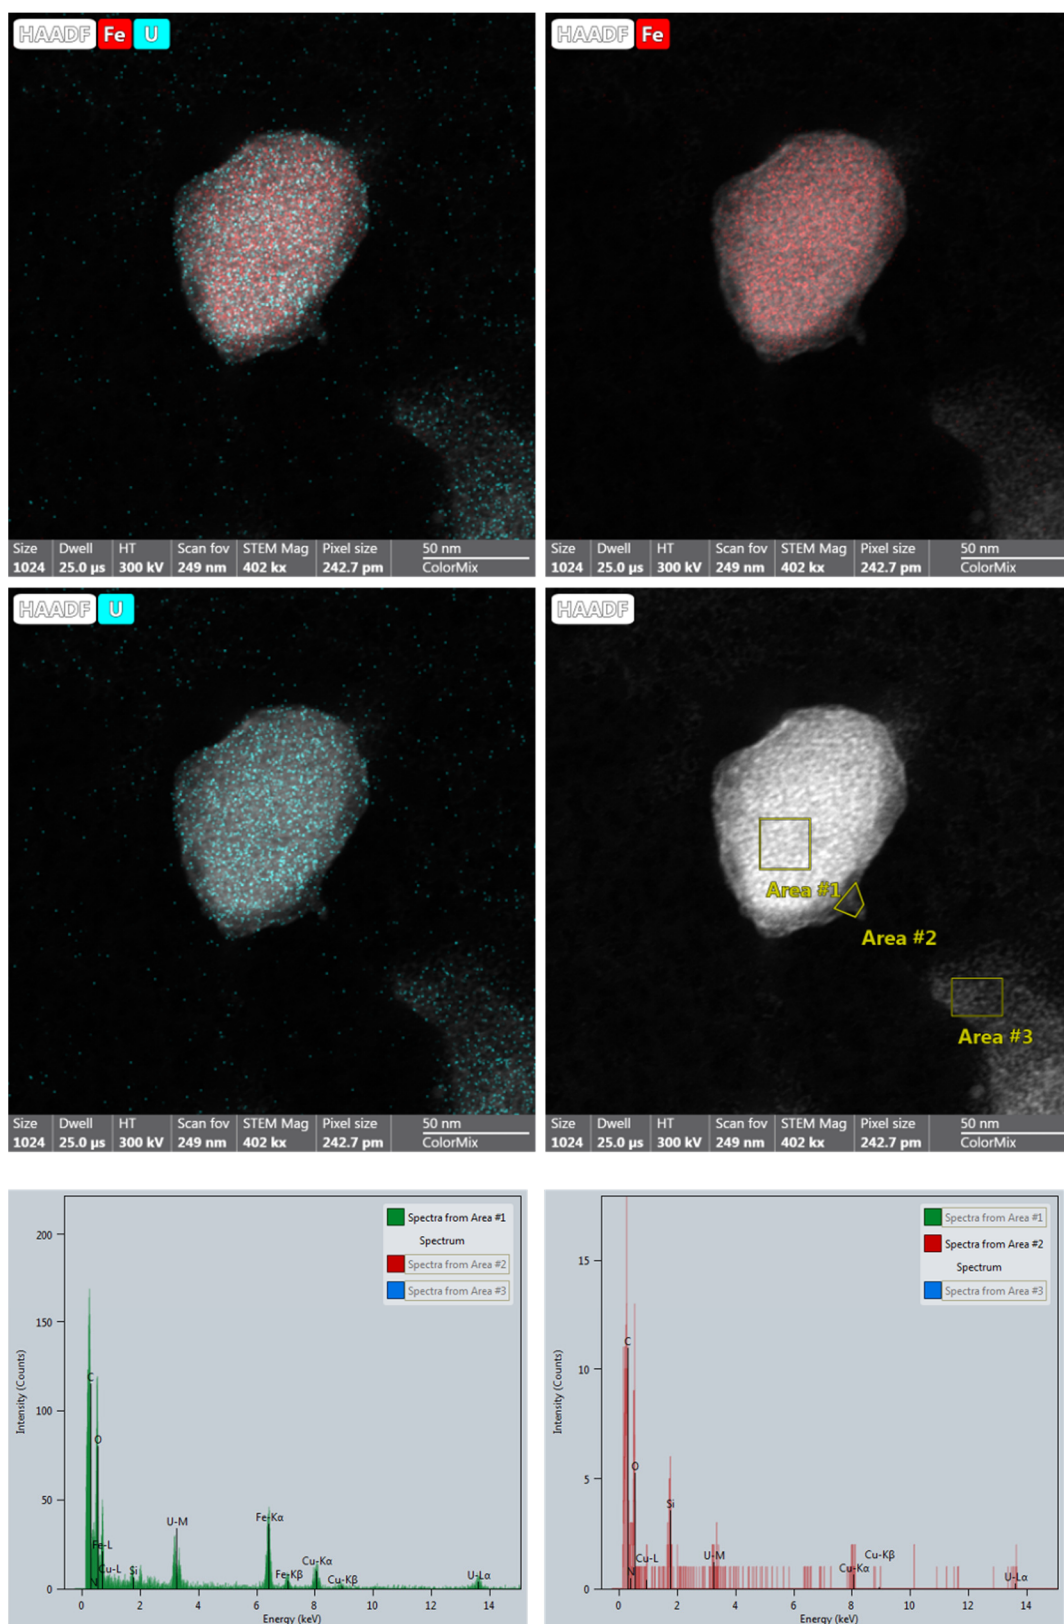 HAADF Fe U
Size Dwell HT Scan fov STEM Mag Pixel size 50 nm
1024 25.0 µs 300 kV 249 nm 402 kx 242.7 pm ColorMix
HAADF Fe
Size Dwell HT Scan fov STEM Mag Pixel size 50 nm
1024 25.0 µs 300 kV 249 nm 402 kx 242.7 pm ColorMix
HAADF U
Size Dwell HT Scan fov STEM Mag Pixel size 50 nm
1024 25.0 µs 300 kV 249 nm 402 kx 242.7 pm ColorMix
HAADF
Area #1
Area #2
Area #3
Size Dwell HT Scan fov STEM Mag Pixel size 50 nm
1024 25.0 µs 300 kV 249 nm 402 kx 242.7 pm ColorMix
Spectra from Area #1
Spectrum
Spectra from Area #2
Spectra from Area #3
Intensity (Counts)
200
150
100
50
0
C
O
N
Fe-L
Cu-L
Si
U-M
Fe-Kα
Fe-Kβ
Cu-Kα
Cu-Kβ
U-Lα
0 2 4 6 8 10 12 14
Energy (keV)
Spectra from Area #1
Spectra from Area #2
Spectrum
Spectra from Area #3
Intensity (Counts)
15
10
5
0
C
O
N
Cu-L
Si
U-M
Cu-Kα
Cu-Kβ
U-Lα
0 2 4 6 8 10 12 14
Energy (keV)